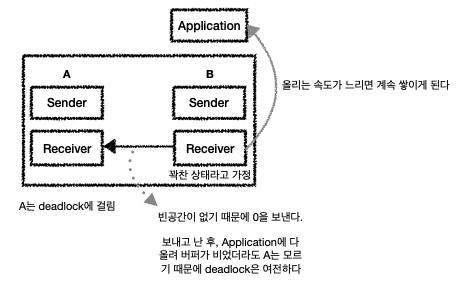 Application
올리는 속도가 느리면 계속 쌓이게 된다
A
B
Sender
Sender
Receiver
Receiver
꽉찬 상태라고 가정
A는 deadlock에 걸림
빈공간이 없기 때문에 0을 보낸다.
보내고 난 후, Application에 다
올려 버퍼가 비었더라도 A는 모르
기 때문에 deadlock은 여전하다